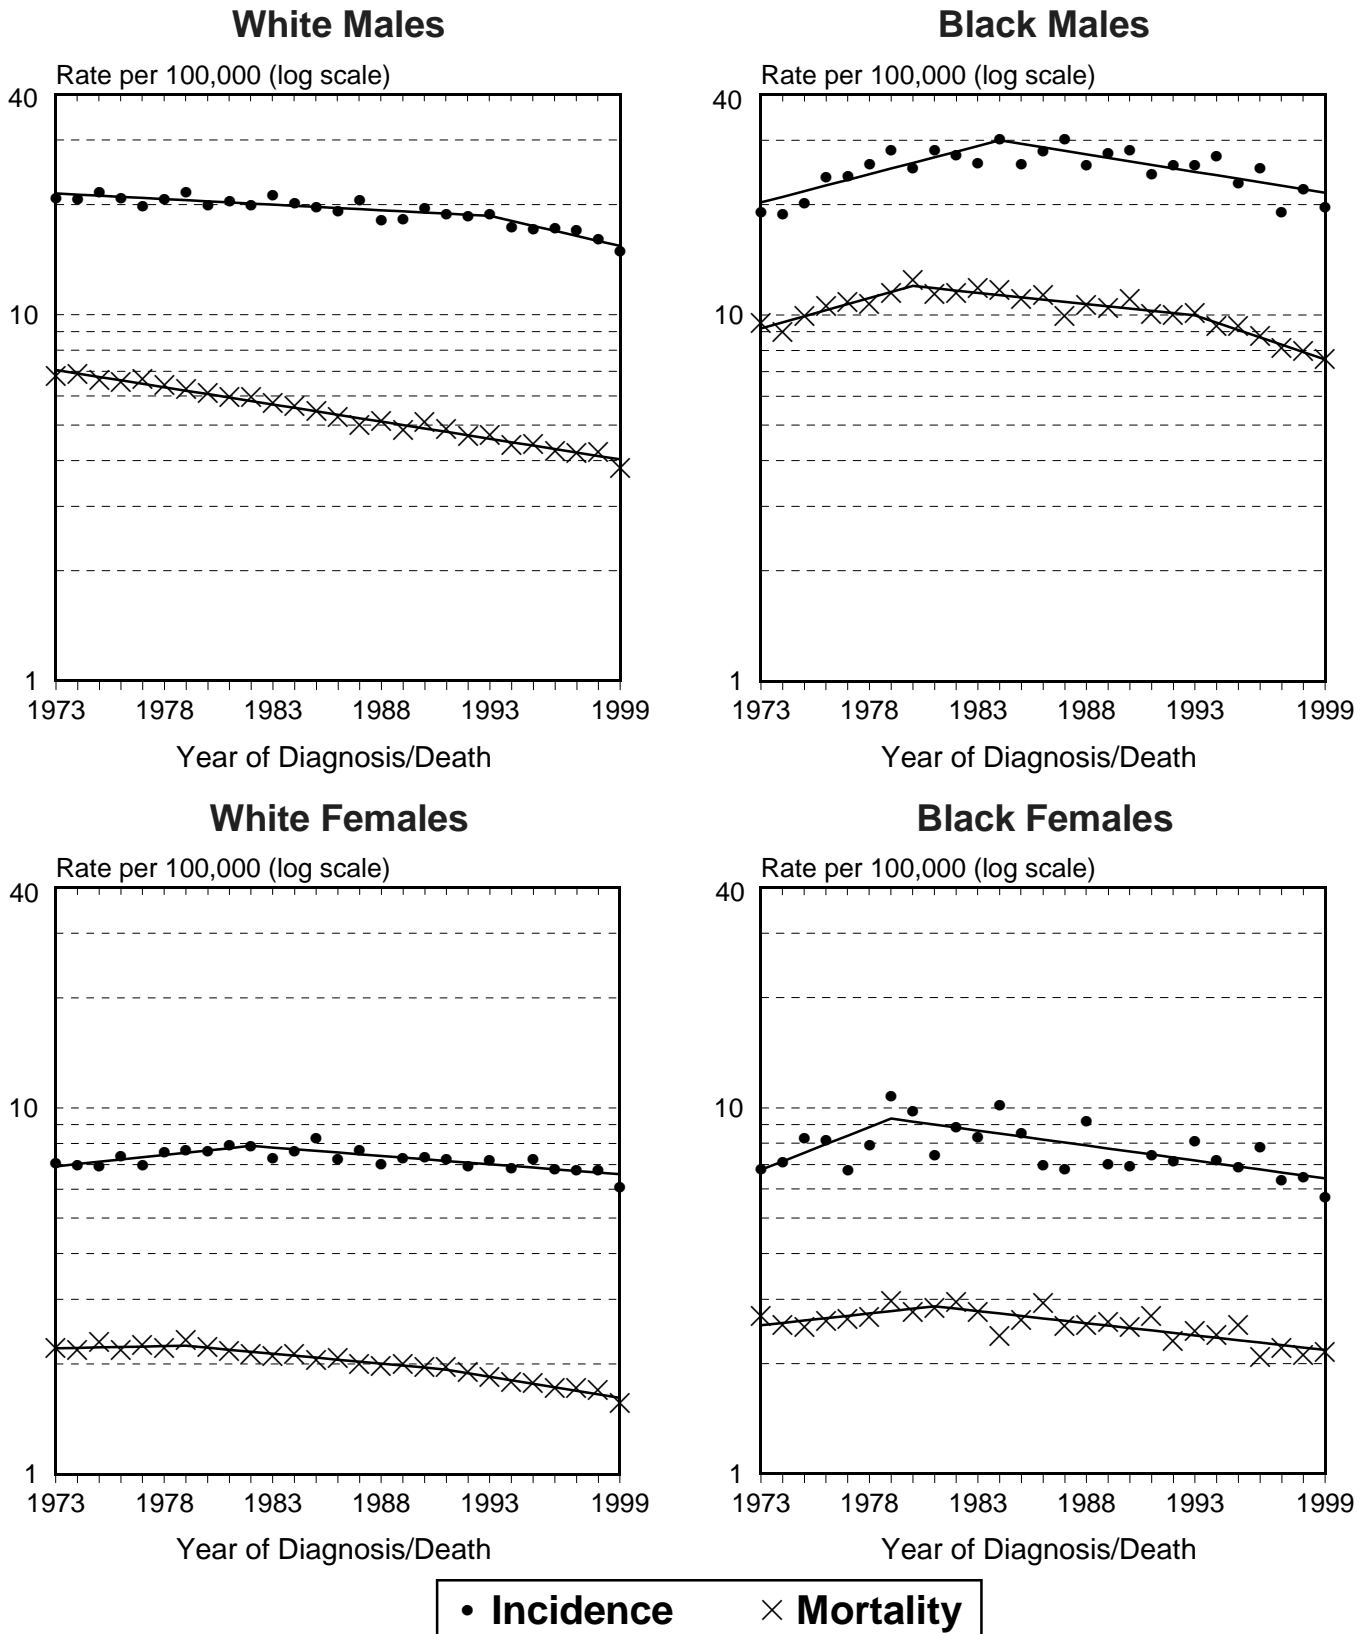 White Males
Rate per 100,000 (log scale)
40
10
1
1973 1978 1983 1988 1993 1999
Year of Diagnosis/Death
Black Males
Rate per 100,000 (log scale)
40
10
1
1973 1978 1983 1988 1993 1999
Year of Diagnosis/Death
White Females
Rate per 100,000 (log scale)
40
10
1
1973 1978 1983 1988 1993 1999
Year of Diagnosis/Death
Black Females
Rate per 100,000 (log scale)
40
10
1
1973 1978 1983 1988 1993 1999
Year of Diagnosis/Death
Incidence Mortality